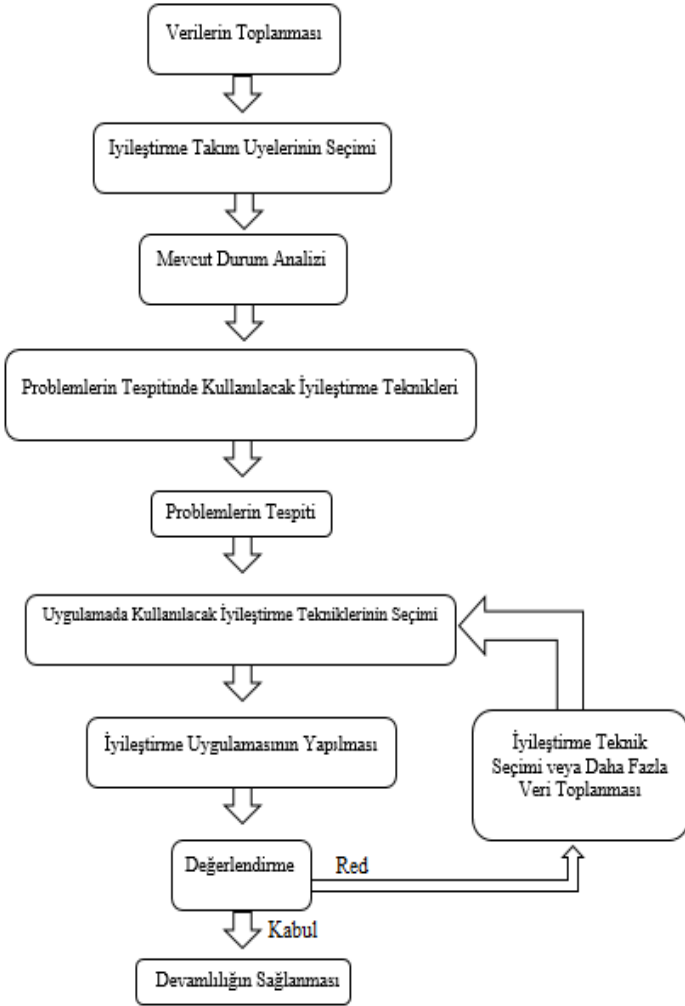 Verilerin Toplanması
Iyileştirme Takım Uyelerinin Seçimi
Mevcut Durum Analizi
Problemlerin Tespitinde Kullanılacak İyileştirme Teknikleri
Problemlerin Tespiti
Uygulamada Kullanılacak İyileştirme Tekniklerinin Seçimi
İyileştirme Uygulamasının Yapılması
İyileştirme Teknik
Seçimi veya Daha Fazla
Veri Toplanması
Değerlendirme
Red
Kabul
Devamlılığın Sağlanması